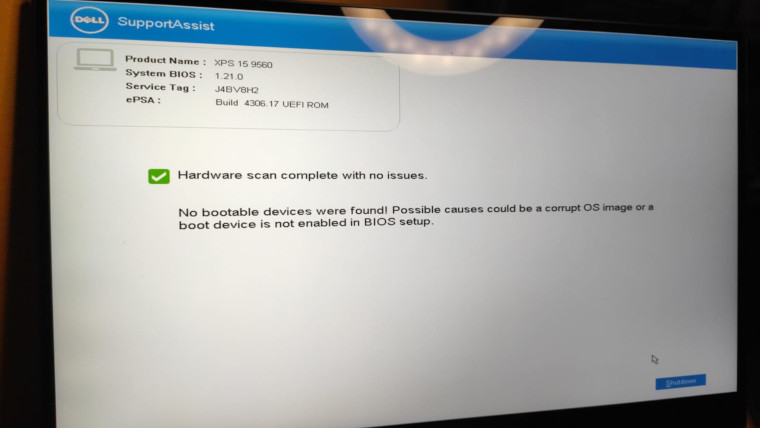 DELL SupportAssist
Product Name : XPS 15 9560
System BIOS : 1.21.0
Service Tag : J4BV8H2
ePSA : Build 4306.17 UEFI ROM
Hardware scan complete with no issues.
No bootable devices were found! Possible causes could be a corrupt OS image or a
boot device is not enabled in BIOS setup.
Shutdown